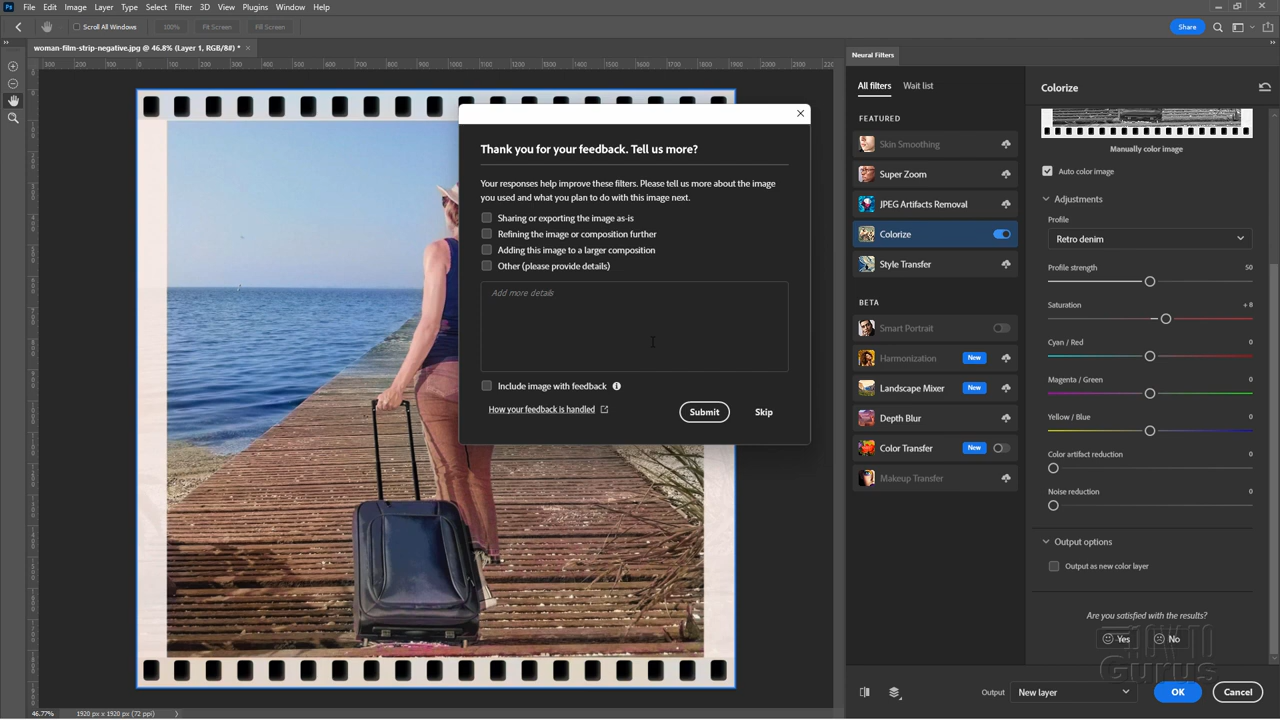 Ps File Edit Image Layer Type Select Filter 3D View Plugins Window Help
Scroll All Windows 100% Fit Screen Fill Screen Share
woman-film-strip-negative.jpg @ 46.8% (Layer 1, RGB/8#) *
Neural Filters
All filters Wait list
FEATURED
Skin Smoothing
Super Zoom
JPEG Artifacts Removal
Colorize
Style Transfer
BETA
Smart Portrait
Harmonization New
Landscape Mixer New
Depth Blur
Color Transfer New
Makeup Transfer
Thank you for your feedback. Tell us more?
Your responses help improve these filters. Please tell us more about the image
you used and what you plan to do with this image next.
Sharing or exporting the image as-is
Refining the image or composition further
Adding this image to a larger composition
Other (please provide details)
Add more details
Include image with feedback
How your feedback is handled
Submit Skip
Colorize
Manually color image
Auto color image
Adjustments
Profile
Retro denim
Profile strength 50
Saturation +8
Cyan / Red 0
Magenta / Green 0
Yellow / Blue 0
Color artifact reduction 0
Noise reduction 0
Output options
Output as new color layer
Are you satisfied with the results?
Yes No
Gurus
Output New layer OK Cancel
46.77% 1920 px x 1920 px (72 ppi)